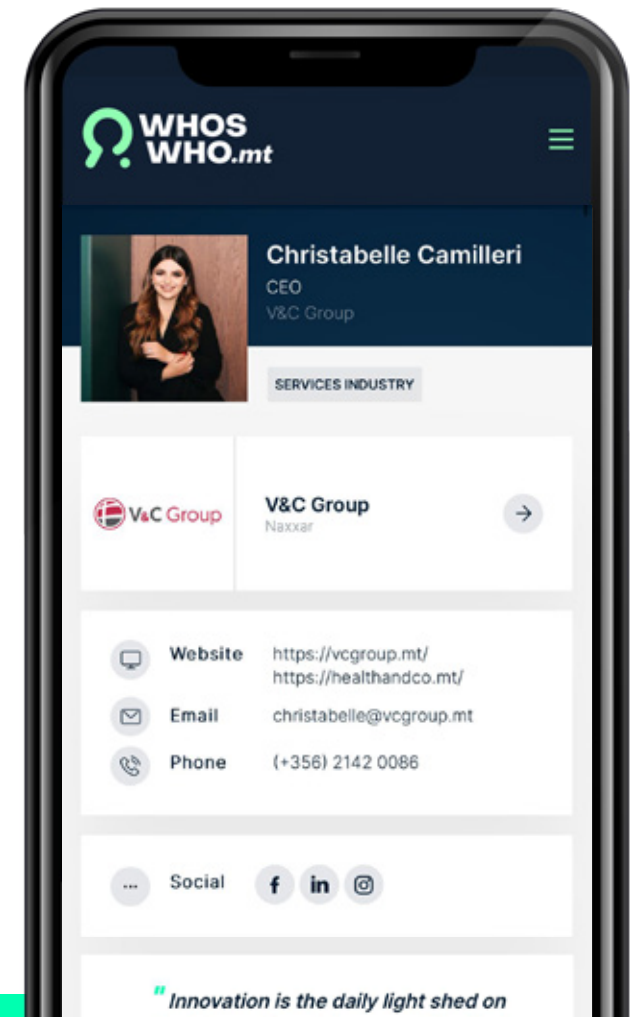 WHOS
WHO.mt
Christabelle Camilleri
CEO
V&C Group
SERVICES INDUSTRY
V&C Group
V&C Group
Naxxar
Website
https://vcgroup.mt/
https://healthandco.mt/
Email
christabelle@vcgroup.mt
Phone
(+356) 2142 0086
... Social f in
" Innovation is the daily light shed on